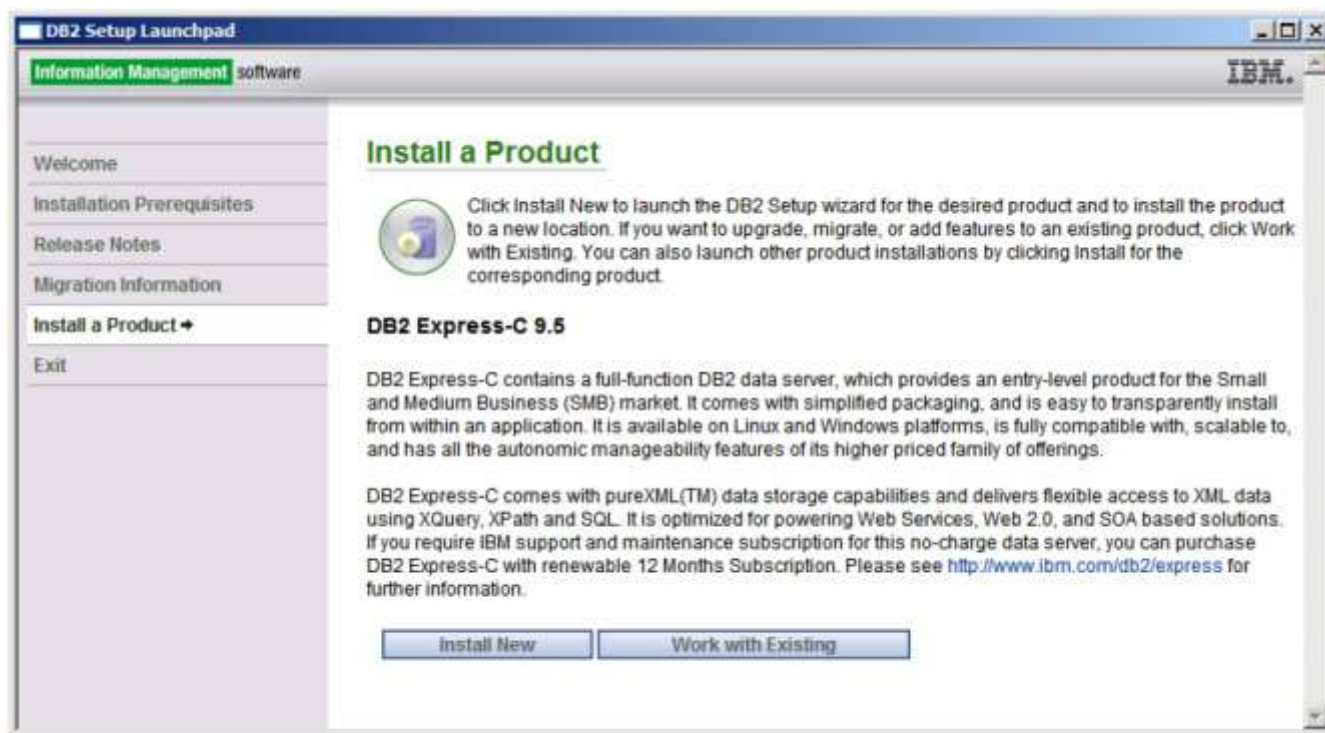 DB2 Setup Launchpad
Information Management software
IBM.
Welcome
Installation Prerequisites
Release Notes
Migration Information
Install a Product
Exit
Install a Product
Click Install New to launch the DB2 Setup wizard for the desired product and to install the product
to a new location. If you want to upgrade, migrate, or add features to an existing product, click Work
with Existing. You can also launch other product installations by clicking Install for the
corresponding product.
DB2 Express-C 9.5
DB2 Express-C contains a full-function DB2 data server, which provides an entry-level product for the Small
and Medium Business (SMB) market. It comes with simplified packaging, and is easy to transparently install
from within an application. It is available on Linux and Windows platforms, is fully compatible with, scalable to,
and has all the autonomic manageability features of its higher priced family of offerings.
DB2 Express-C comes with pureXML(TM) data storage capabilities and delivers flexible access to XML data
using XQuery, XPath and SQL. It is optimized for powering Web Services, Web 2.0, and SOA based solutions.
If you require IBM support and maintenance subscription for this no-charge data server, you can purchase
DB2 Express-C with renewable 12 Months Subscription. Please see http://www.ibm.com/db2/express for
further information.
Install New
Work with Existing